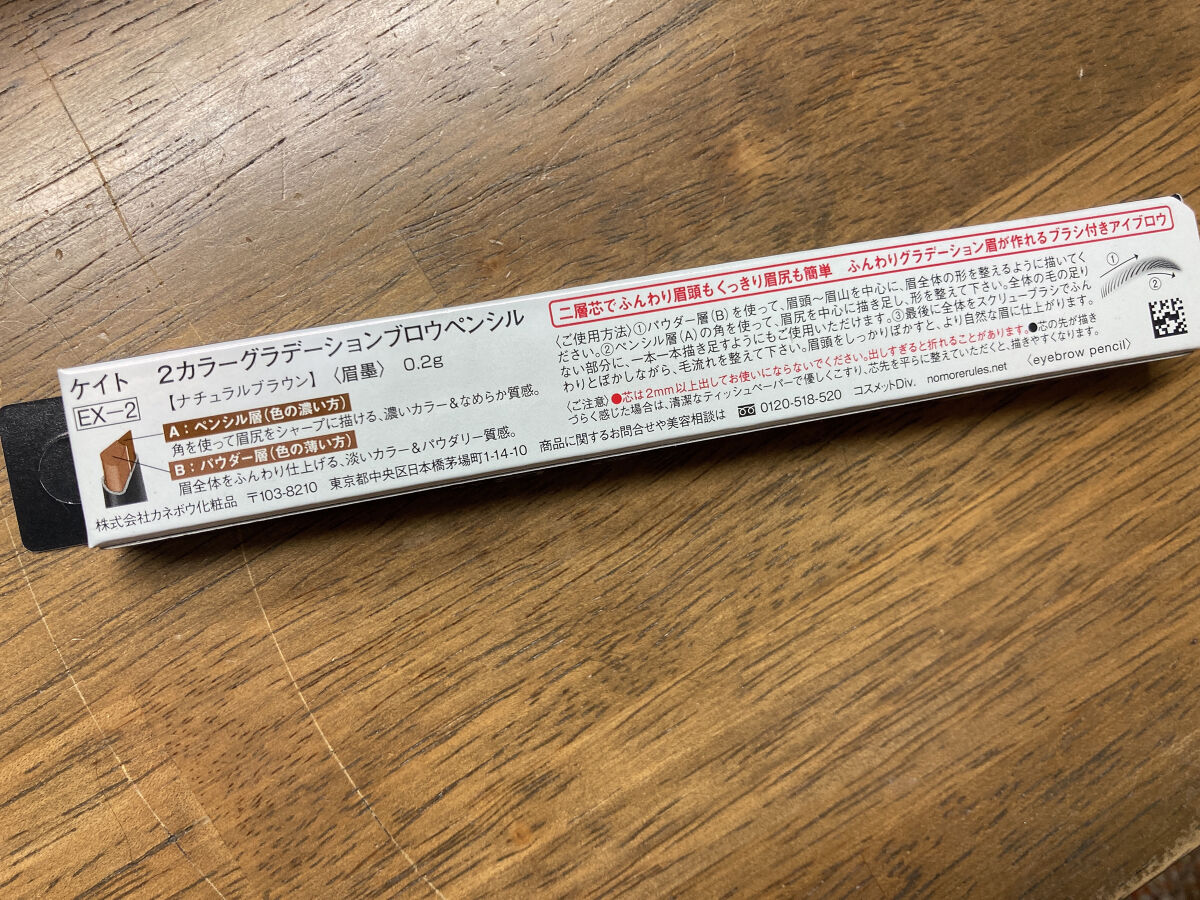 ケイト 2カラーグラデーションブロウペンシル
EX-2 【ナチュラルブラウン】〈眉墨〉 0.2g
A:ペンシル層(色の濃い方)
角を使って眉尻をシャープに描ける、濃いカラー&なめらか質感。
B:パウダー層(色の薄い方)
眉全体をふんわり仕上げる、淡いカラー&パウダリー質感。
株式会社カネボウ化粧品 〒103-8210 東京都中央区日本橋茅場町1-14-10 商品に関するお問合せや美容相談は 0120-518-520 コスメットDiv. nomorerules.net 〈eyebrow pencil〉
二層芯でふんわり眉頭もくっきり眉尻も簡単 ふんわりグラデーション眉が作れるブラシ付きアイブロウ
〈ご使用方法〉①パウダー層(B)を使って、眉頭～眉山を中心に、眉全体の形を整えるように描いてく
ださい。②ペンシル層(A)の角を使って、眉尻を中心に描き足し、形を整えて下さい。全体の毛の足り
ない部分に、一本一本描き足すようにもご使用いただけます。③最後に全体をスクリューブラシでふん
わりとぼかしながら、毛流れを整えて下さい。眉頭をしっかりぼかすと、より自然な眉に仕上がります。
〈ご注意〉●芯は2mm以上出してお使いにならないでください。出しすぎると折れることがあります。●芯の先が描き
づらく感じた場合は、清潔なティッシュペーパーで優しくこすり、芯先を平らに整えていただくと、描きやすくなります。
①
②